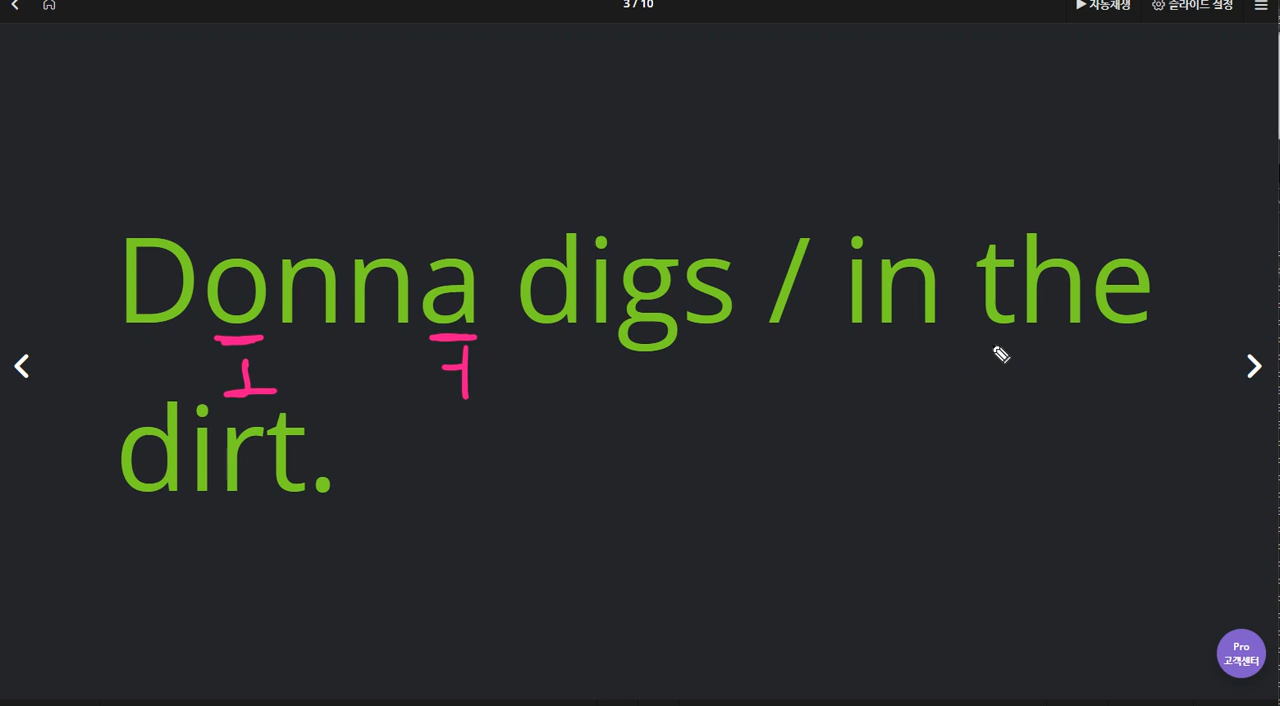 3 / 10
▶ 자동재생 슬라이드 설정
Donna digs / in the
ㅗ ㅓ
dirt.
Pro
고객센터